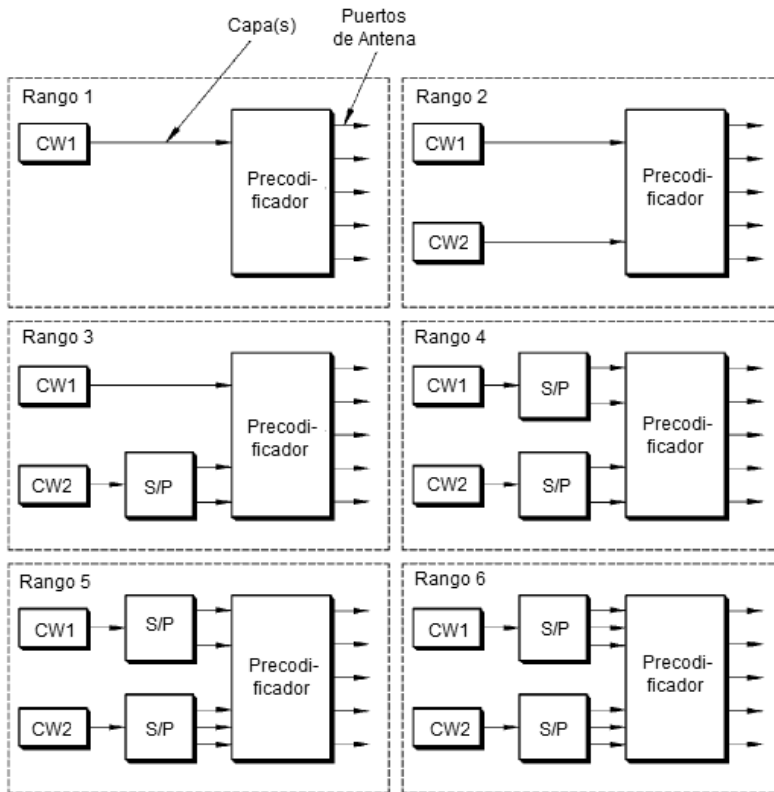 Capa(s)
Puertos
de Antena
Rango 1
CW1
Precodi-
ficador
Rango 2
CW1
CW2
Precodi-
ficador
Rango 3
CW1
CW2
S/P
Precodi-
ficador
Rango 4
CW1
S/P
CW2
S/P
Precodi-
ficador
Rango 5
CW1
S/P
CW2
S/P
Precodi-
ficador
Rango 6
CW1
S/P
CW2
S/P
Precodi-
ficador